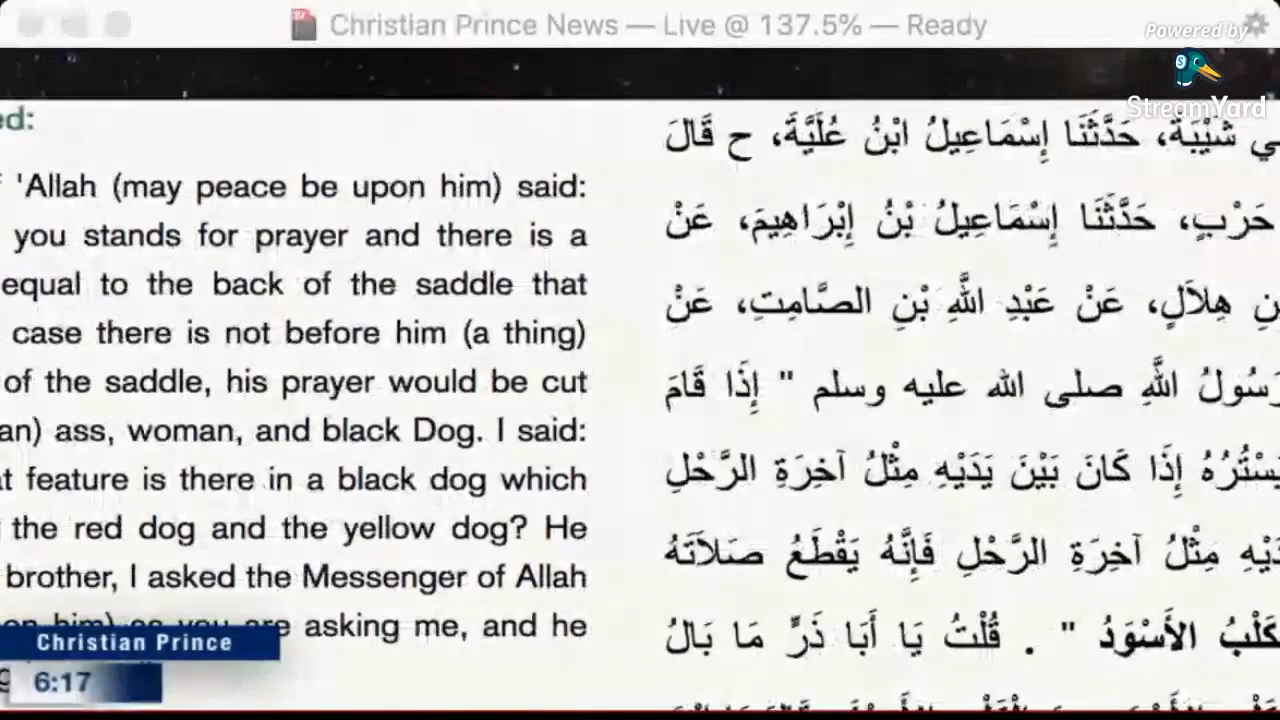 Christian Prince News — Live @ 137.5% — Ready
Powered by
StreamYard
ed:
'Allah (may peace be upon him) said:
you stands for prayer and there is a
equal to the back of the saddle that
case there is not before him (a thing)
of the saddle, his prayer would be cut
an) ass, woman, and black Dog. I said:
t feature is there in a black dog which
the red dog and the yellow dog? He
brother, I asked the Messenger of Allah
on him) as you are asking me, and he
ي شَيْبَةَ، حَدَّثَنَا إِسْمَاعِيلُ ابْنُ عُلَيَّةَ، ح قَالَ
حَرْبٍ، حَدَّثَنَا إِسْمَاعِيلُ بْنُ إِبْرَاهِيمَ، عَنْ
نِ هِلاَلٍ، عَنْ عَبْدِ اللَّهِ بْنِ الصَّامِتِ، عَنْ
رَسُولُ اللَّهِ صلى الله عليه وسلم " إِذَا قَامَ
يَسْتُرُهُ إِذَا كَانَ بَيْنَ يَدَيْهِ مِثْلُ آخِرَةِ الرَّحْلِ
دَيْهِ مِثْلُ آخِرَةِ الرَّحْلِ فَإِنَّهُ يَقْطَعُ صَلاَتَهُ
كَلْبُ الأَسْوَدُ " . قُلْتُ يَا أَبَا ذَرٍّ مَا بَالُ
Christian Prince
6:17